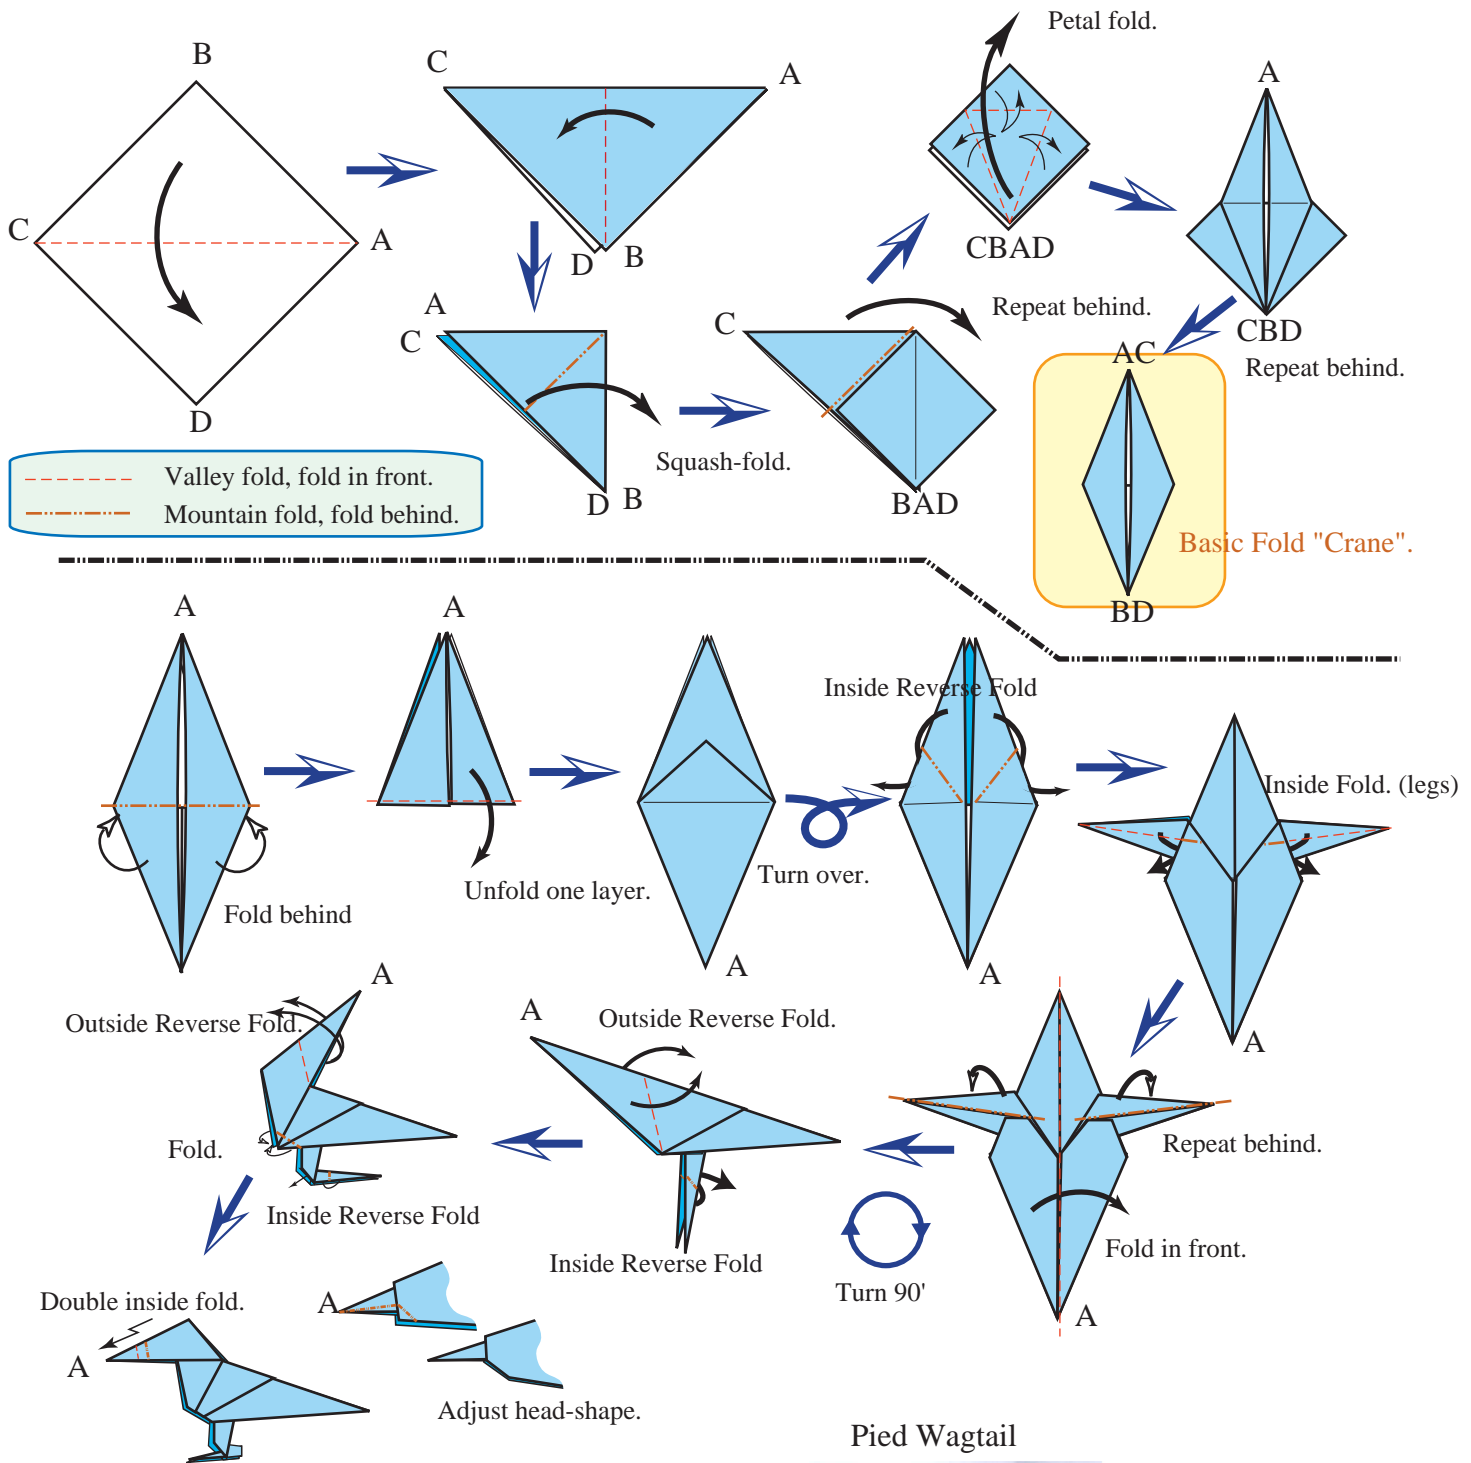 Petal fold.
B
C
A
A
C
A
D
B
CBAD
D
A
C
C
Repeat behind.
CBD
AC
Repeat behind.
Squash-fold.
Valley fold, fold in front.
Mountain fold, fold behind.
D B
BAD
Basic Fold "Crane".
BD
A
A
Inside Reverse Fold
Inside Fold. (legs)
Fold behind
Unfold one layer.
Turn over.
A
A
A
A
Outside Reverse Fold.
A
Outside Reverse Fold.
Fold.
Repeat behind.
Inside Reverse Fold
Inside Reverse Fold
Fold in front.
Turn 90'
A
Double inside fold.
A
A
Adjust head-shape.
Pied Wagtail